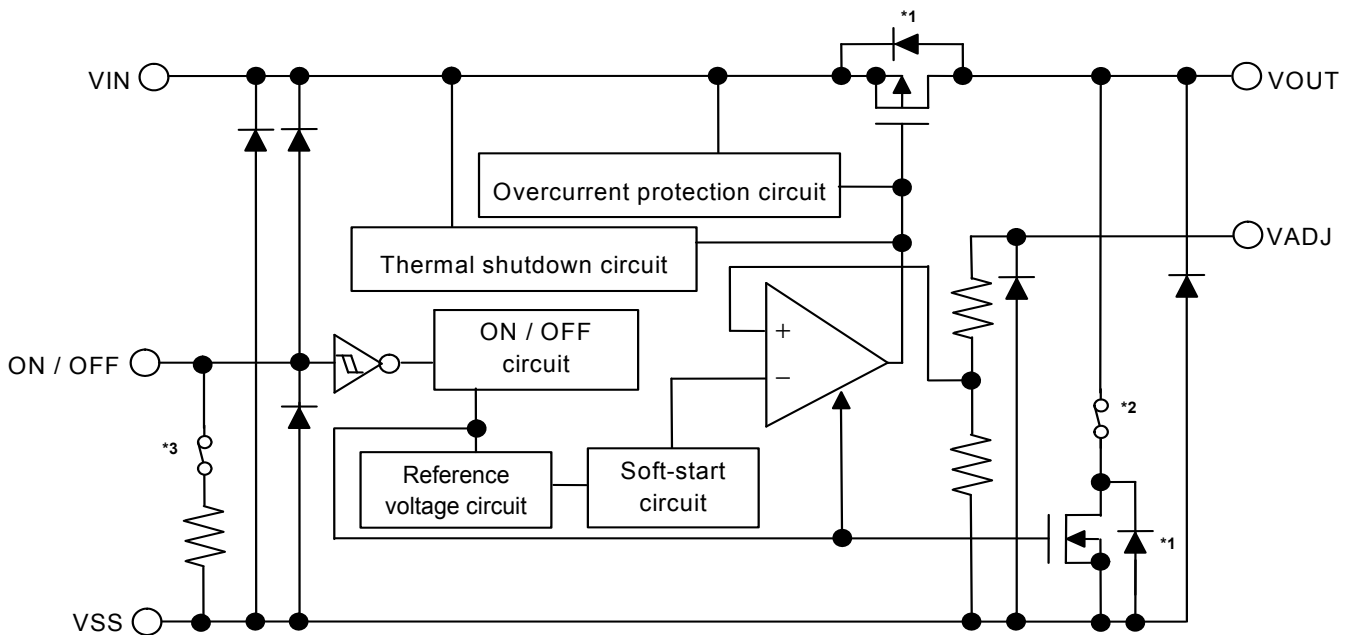 *1
VIN
VOUT
Overcurrent protection circuit
VADJ
Thermal shutdown circuit
ON / OFF
circuit
+
−
ON / OFF
*2
*3
Reference
voltage circuit
Soft-start
circuit
*1
VSS